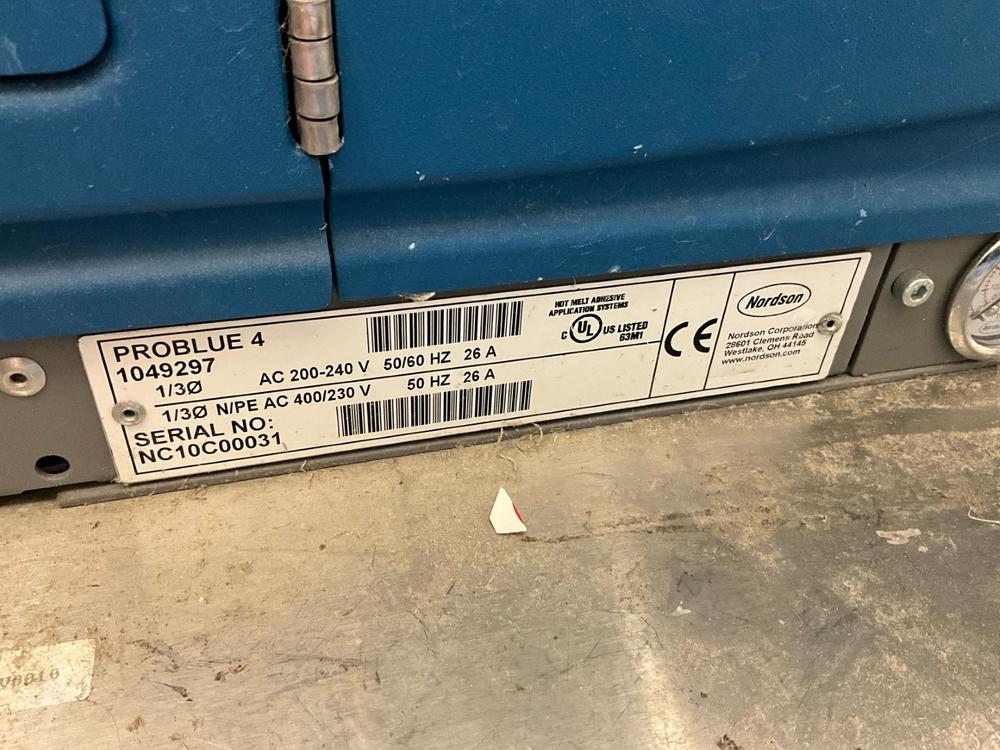 PROBLUE 4
1049297
1/3Ø AC 200-240 V 50/60 HZ 26 A
1/3Ø N/PE AC 400/230 V 50 HZ 26 A
SERIAL NO:
NC10C00031
HOT MELT ADHESIVE
APPLICATION SYSTEMS
C UL US LISTED
63M1
CE
Nordson
Nordson Corporation
28601 Clemens Road
Westlake, OH 44145
www.nordson.com